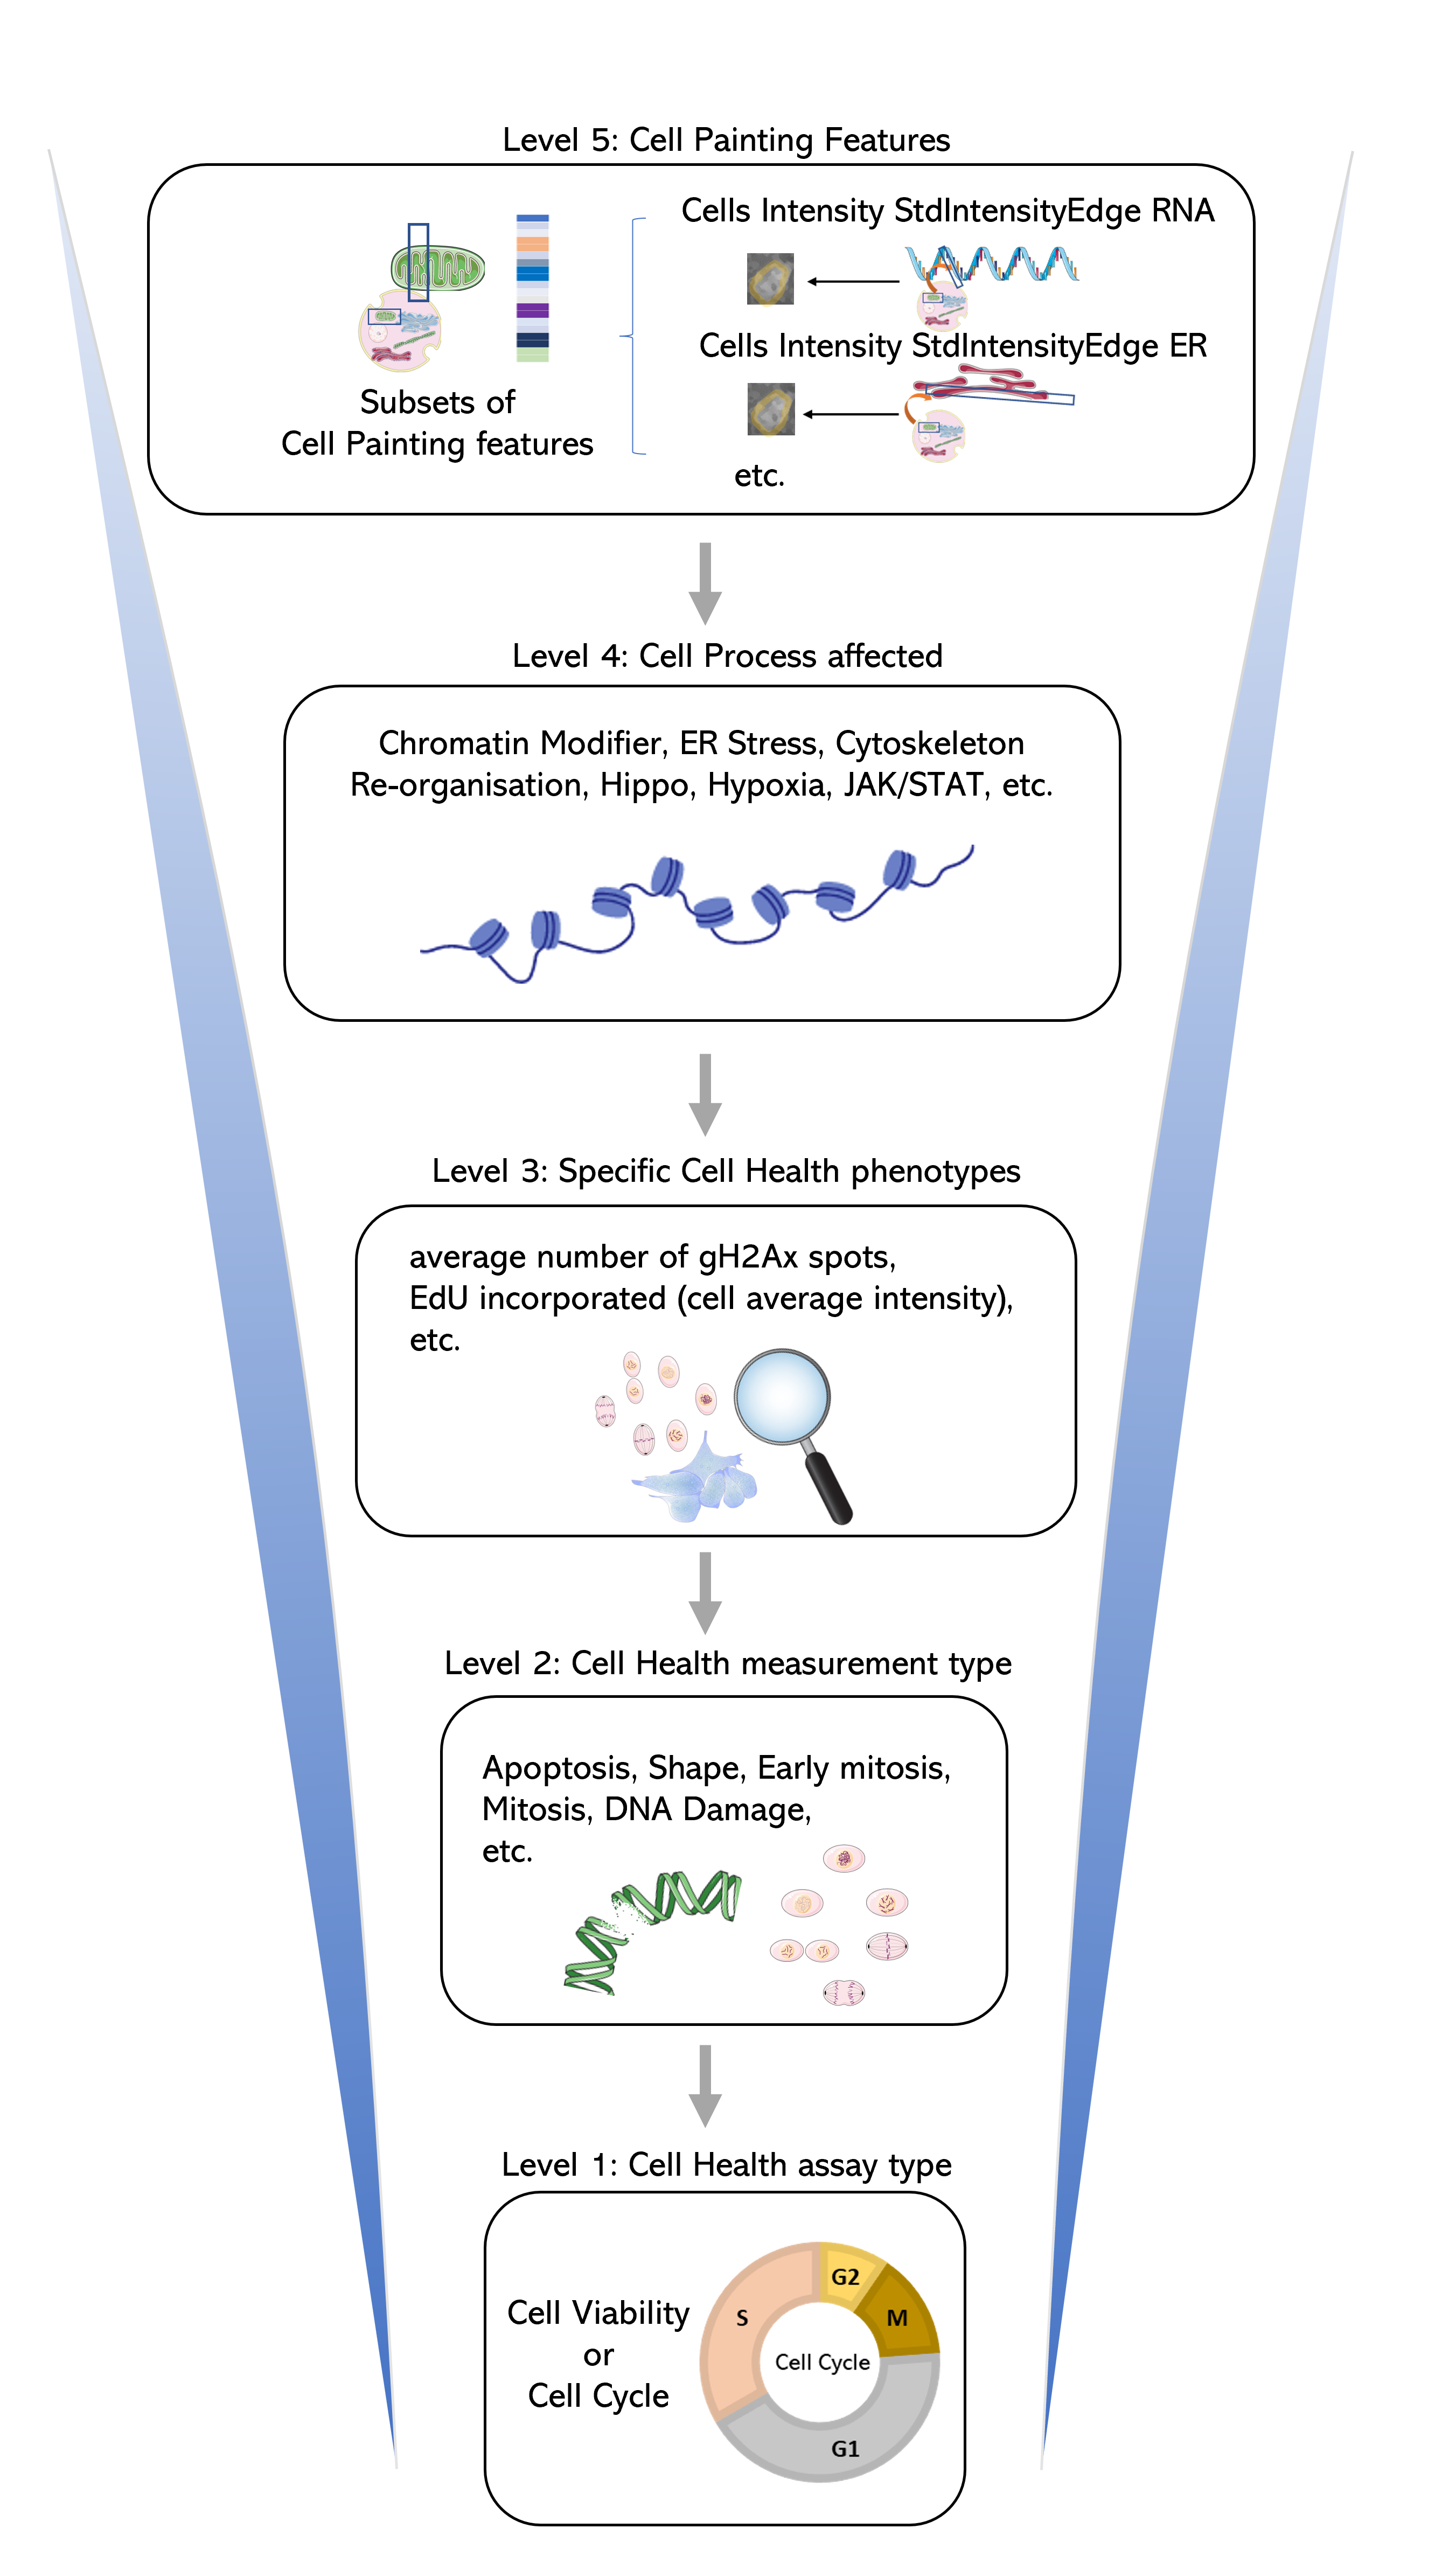 Level 5: Cell Painting Features
Cells Intensity StdIntensityEdge RNA
Cells Intensity StdIntensityEdge ER
Subsets of
Cell Painting features
etc.
Level 4: Cell Process affected
Chromatin Modifier, ER Stress, Cytoskeleton
Re-organisation, Hippo, Hypoxia, JAK/STAT, etc.
Level 3: Specific Cell Health phenotypes
average number of gH2Ax spots,
EdU incorporated (cell average intensity),
etc.
Level 2: Cell Health measurement type
Apoptosis, Shape, Early mitosis,
Mitosis, DNA Damage,
etc.
Level 1: Cell Health assay type
Cell Viability
or
Cell Cycle
G2
S
M
Cell Cycle
G1